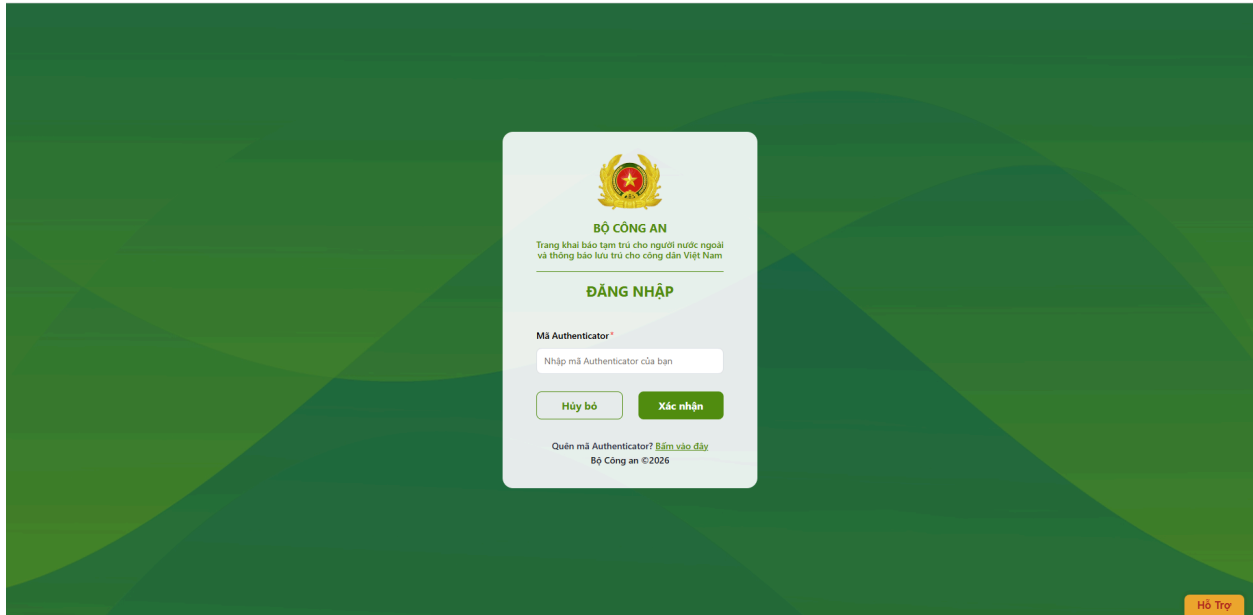 BỘ CÔNG AN
Trang khai báo tạm trú cho người nước ngoài
và thông báo lưu trú cho công dân Việt Nam
ĐĂNG NHẬP
Mã Authenticator*
Nhập mã Authenticator của bạn
Hủy bỏ
Xác nhận
Quên mã Authenticator? Bấm vào đây
Bộ Công an ©2026
Hỗ Trợ